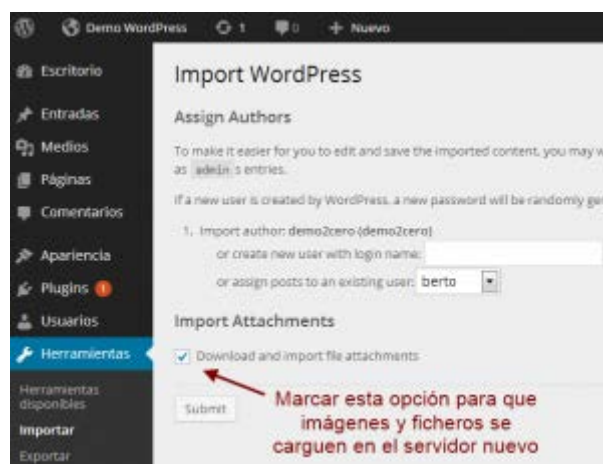 Demo WordPress 1 0 + Nuevo
Escritorio
Entradas
Medios
Páginas
Comentarios
Apariencia
Plugins 1
Usuarios
Herramientas
Herramientas
disponibles
Importar
Exportar
Import WordPress
Assign Authors
To make it easier for you to edit and save the imported content, you may w
as admin s entries.
If a new user is created by WordPress, a new password will be randomly ge
1. Import author: demo2cero (demo2cero)
or create new user with login name:
or assign posts to an existing user: berto
Import Attachments
Download and import file attachments
Submit
Marcar esta opción para que
imágenes y ficheros se
carguen en el servidor nuevo